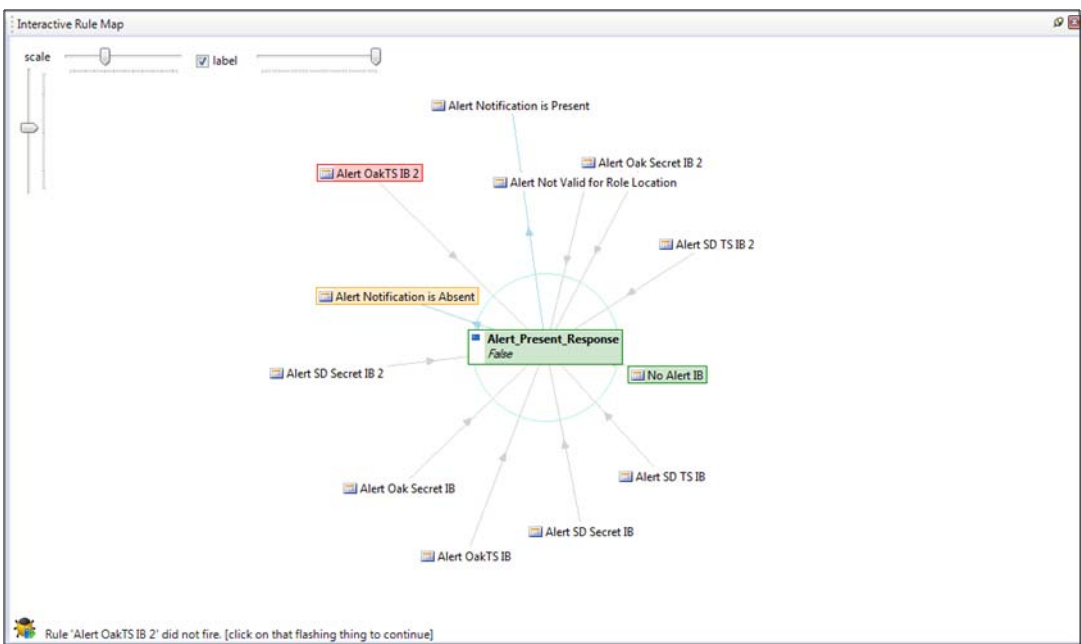 Interactive Rule Map
scale
label
Alert Notification is Present
Alert Oak Secret IB 2
Alert OakTS IB 2
Alert Not Valid for Role Location
Alert SD TS IB 2
Alert Notification is Absent
Alert_Present_Response
False
Alert SD Secret IB 2
No Alert IB
Alert SD TS IB
Alert Oak Secret IB
Alert SD Secret IB
Alert OakTS IB
Rule 'Alert OakTS IB 2' did not fire. [click on that flashing thing to continue]